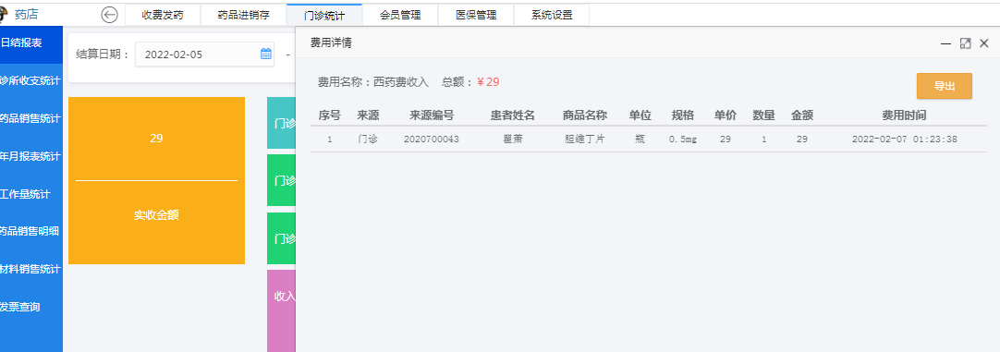 药店 收费发药 药品进销存 门诊统计 会员管理 医保管理 系统设置
日结报表
诊所收支统计
药品销售统计
年月报表统计
工作量统计
药品销售明细
材料销售统计
发票查询
结算日期： 2022-02-05 -
29
实收金额
门诊
门诊
门诊
收入
费用详情
费用名称：西药费收入 总额：￥29
导出
序号 来源 来源编号 患者姓名 商品名称 单位 规格 单价 数量 金额 费用时间
1 门诊 2020700043 翟萧 胆维丁片 瓶 0.5mg 29 1 29 2022-02-07 01:23:38